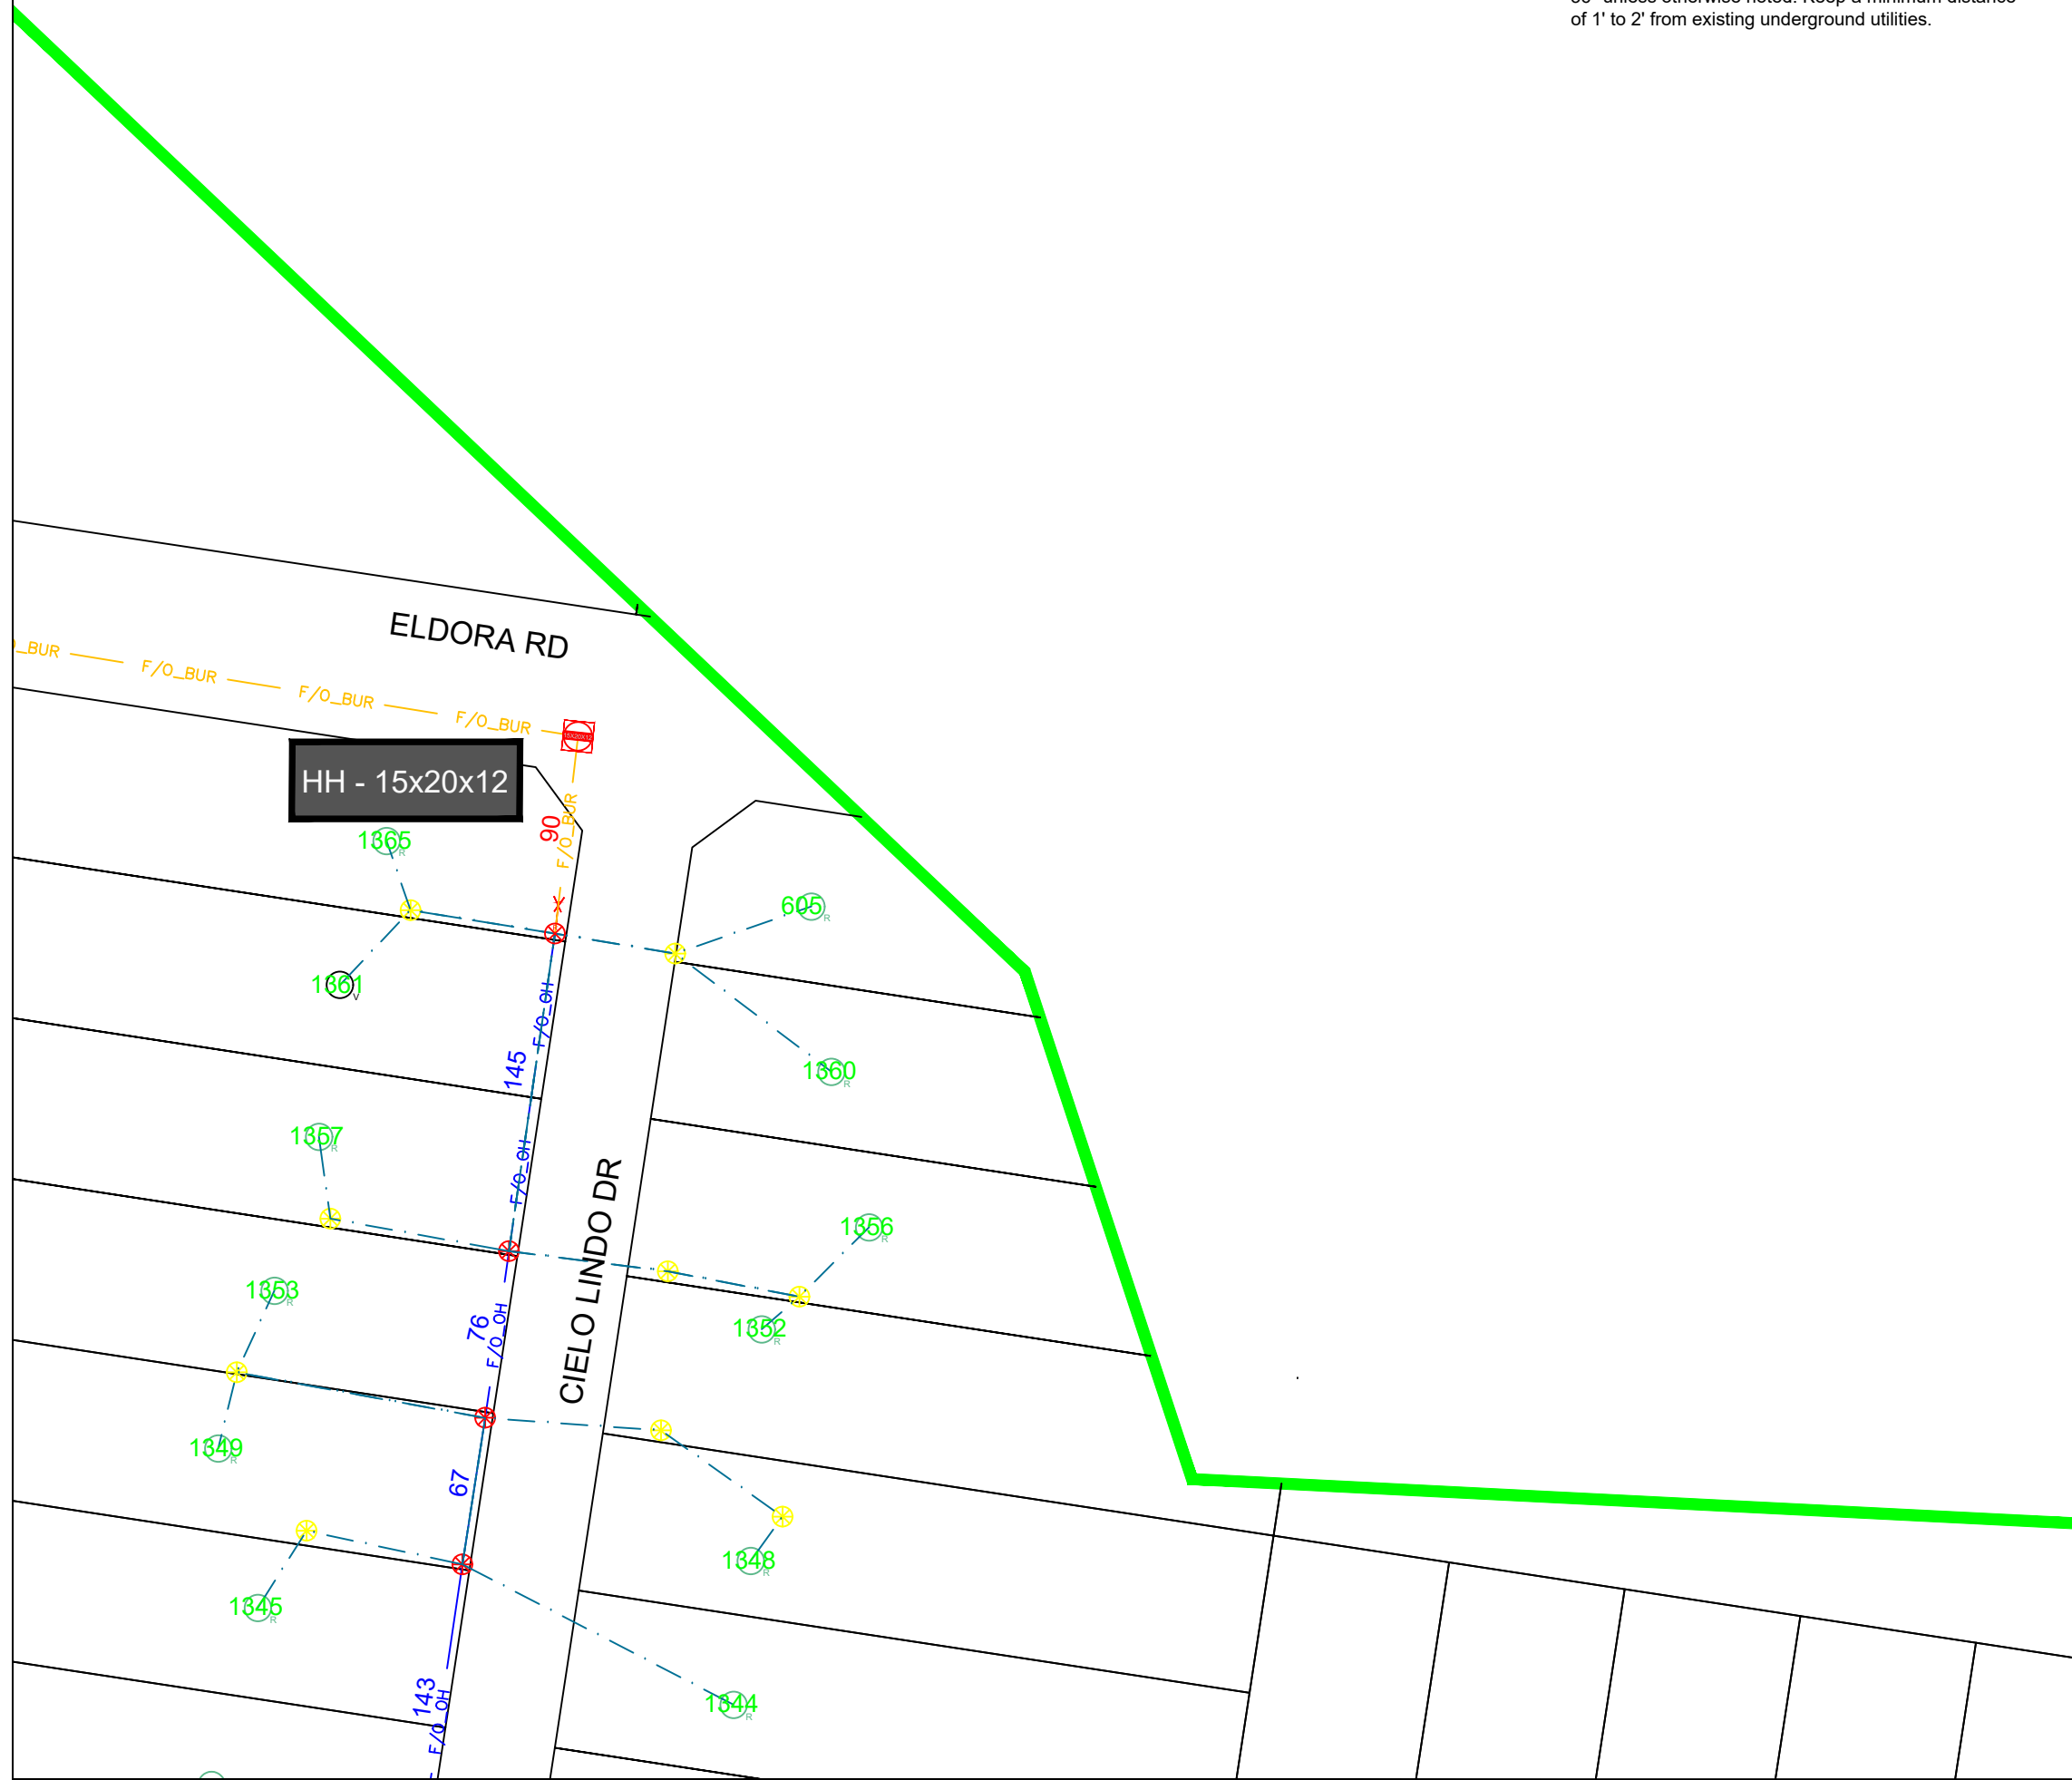 of 1' to 2' from existing underground utilities.
ELDORA RD
_BUR
F/O_BUR
F/O_BUR
F/O_BUR
15X20X12
HH - 15x20x12
F/O_BUR
90
1365
R
X
605
R
1361
V
F/O_OH
145
1360
R
1357
R
F/O_OH
CIELO LINDO DR
1356
R
1353
R
76
F/O_OH
1352
R
1349
R
67
1348
R
1345
R
143
F/O_OH
1344
R